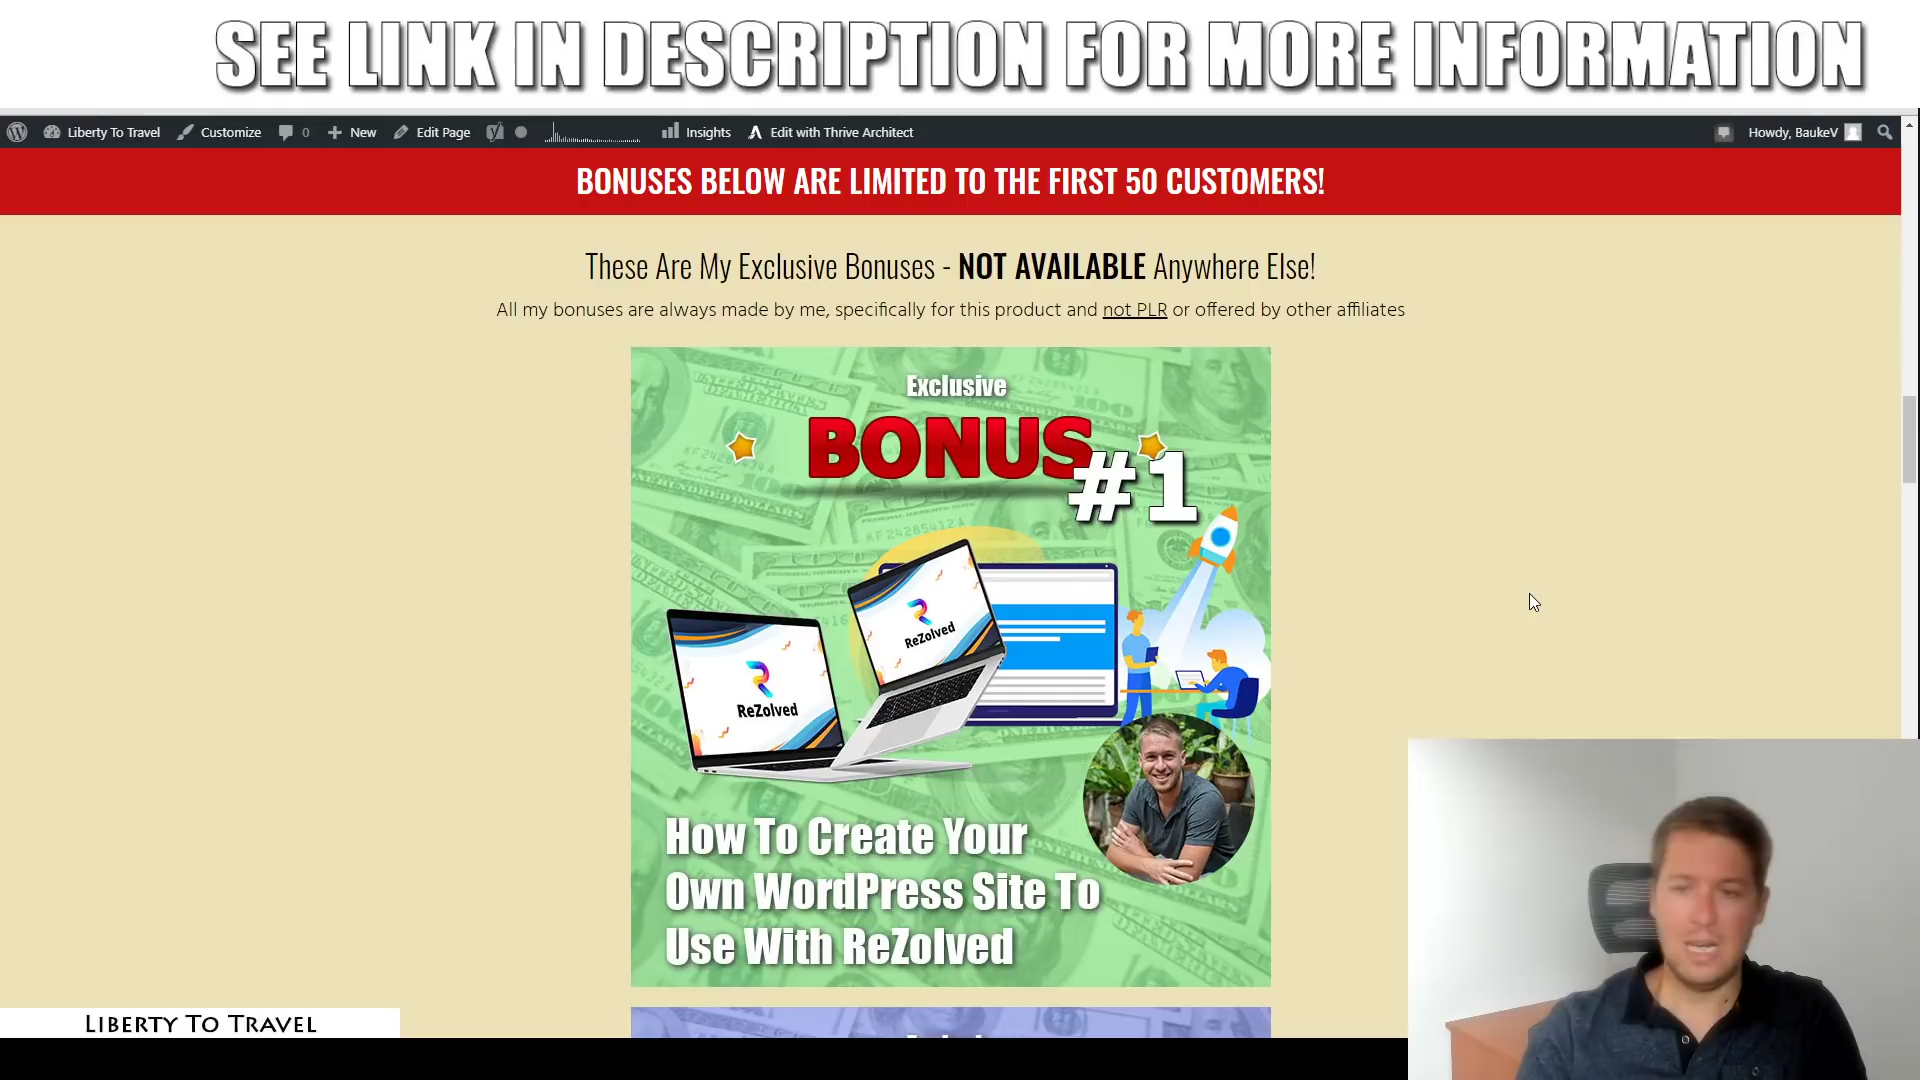 SEE LINK IN DESCRIPTION FOR MORE INFORMATION
Liberty To Travel Customize 0 New Edit Page Insights Edit with Thrive Architect Howdy, BaukeV
BONUSES BELOW ARE LIMITED TO THE FIRST 50 CUSTOMERS!
These Are My Exclusive Bonuses - NOT AVAILABLE Anywhere Else!
All my bonuses are always made by me, specifically for this product and not PLR or offered by other affiliates
Exclusive
BONUS
#1
ReZolved
ReZolved
How To Create Your
Own WordPress Site To
Use With ReZolved
LIBERTY TO TRAVEL